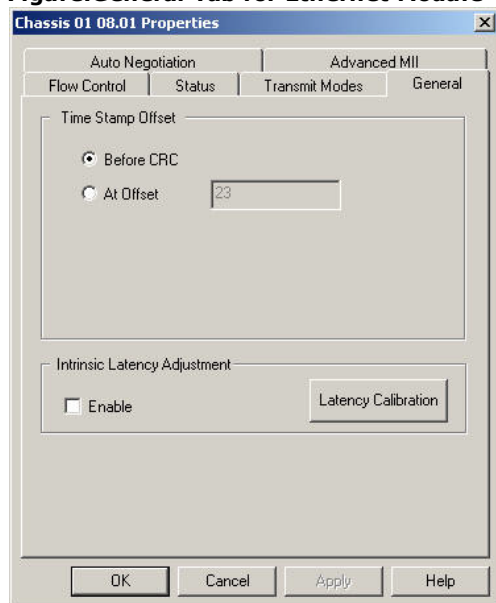 Figure:General Tab for Ethernet Module
Chassis 01 08.01 Properties
Auto Negotiation Advanced MII
Flow Control Status Transmit Modes General
Time Stamp Offset
Before CRC
At Offset 23
Intrinsic Latency Adjustment
Enable Latency Calibration
OK Cancel Apply Help